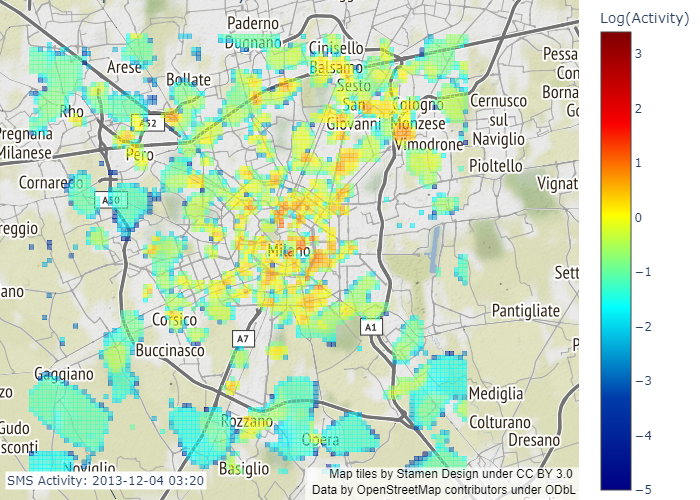 Log(Activity)
Paderno
Dugnano
Cinisello
Balsamo
Arese
Bollate
Sesto
San
Giovanni
Cologno
Monzese
Cernusco
sul
Naviglio
Pessa
Con
Borna
Go
Rho
Pregnana
Milanese
Pero
Vimodrone
Pioltello
Cornaredo
A50
Vignat
reggio
Milano
Sett
ano
Corsico
A7
A1
Pantigliate
Buccinasco
P
Gaggiano
zo
Mediglia
Gudo
sconti
Rozzano
Opera
Colturano
Dresano
Noviglio
Basiglio
SMS Activity: 2013-12-04 03:20
Map tiles by Stamen Design under CC BY 3.0
Data by OpenStreetMap contributors under ODbL
3
2
1
0
−1
−2
−3
−4
−5